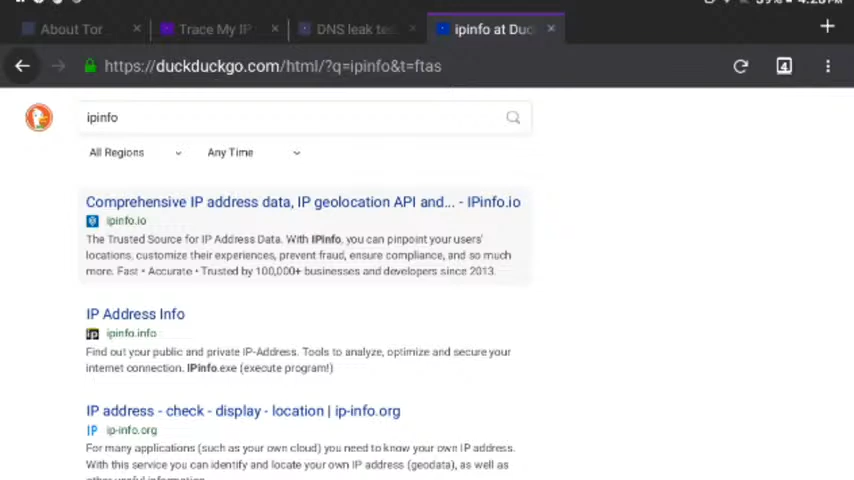 About Tor
Trace My IP
DNS leak tes
ipinfo at Duc
https://duckduckgo.com/html/?q=ipinfo&t=ftas
4
ipinfo
All Regions
Any Time
Comprehensive IP address data, IP geolocation API and... - IPinfo.io
ipinfo.io
The Trusted Source for IP Address Data. With IPinfo, you can pinpoint your users'
locations, customize their experiences, prevent fraud, ensure compliance, and so much
more. Fast • Accurate • Trusted by 100,000+ businesses and developers since 2013.
IP Address Info
ip
ipinfo.info
Find out your public and private IP-Address. Tools to analyze, optimize and secure your
internet connection. IPinfo.exe (execute program!)
IP address - check - display - location | ip-info.org
IP ip-info.org
For many applications (such as your own cloud) you need to know your own IP address.
With this service you can identify and locate your own IP address (geodata), as well as
other useful information.